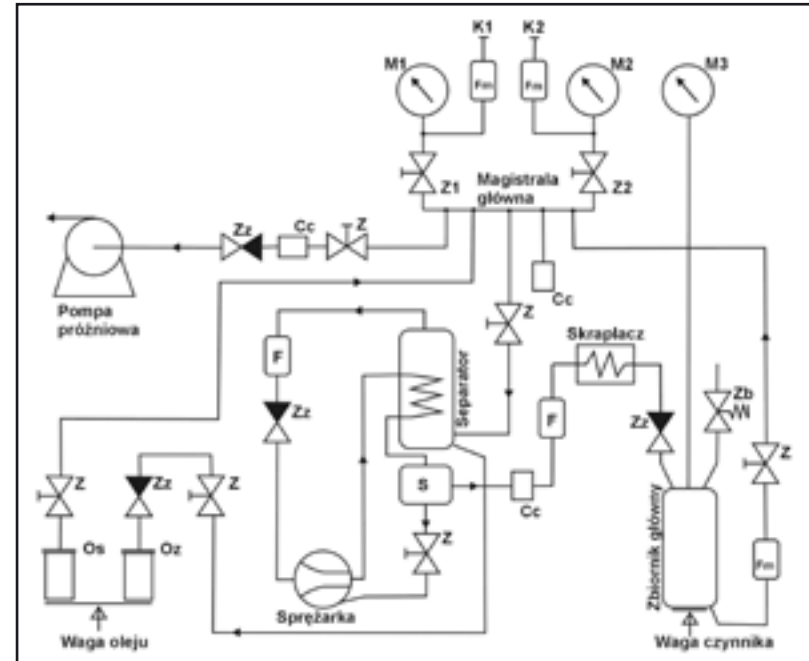 K1
K2
M1
Fm
Fm
M2
M3
Z1
Magistrala
główna
Z2
Zz
Cc
Z
Pompa
próżniowa
Cc
Z
Skraplacz
F
Separator
Zz
F
Zz
Zb
Z
Z
Zz
Z
S
Cc
Z
Os
Oz
Sprężarka
Zbiornik główny
Fm
Waga oleju
Waga czynnika